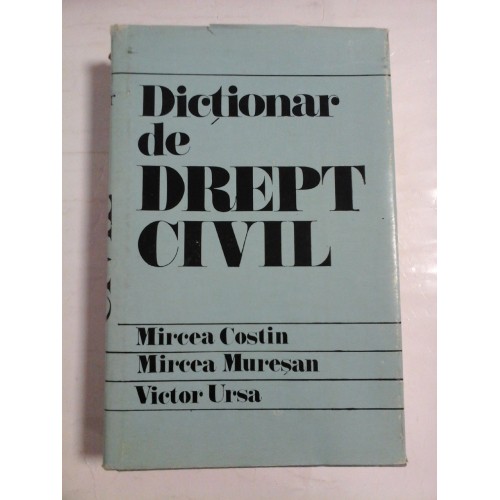 Dicționar
de
DREPT
CIVIL
Mircea Costin
Mircea Mureșan
Victor Ursa